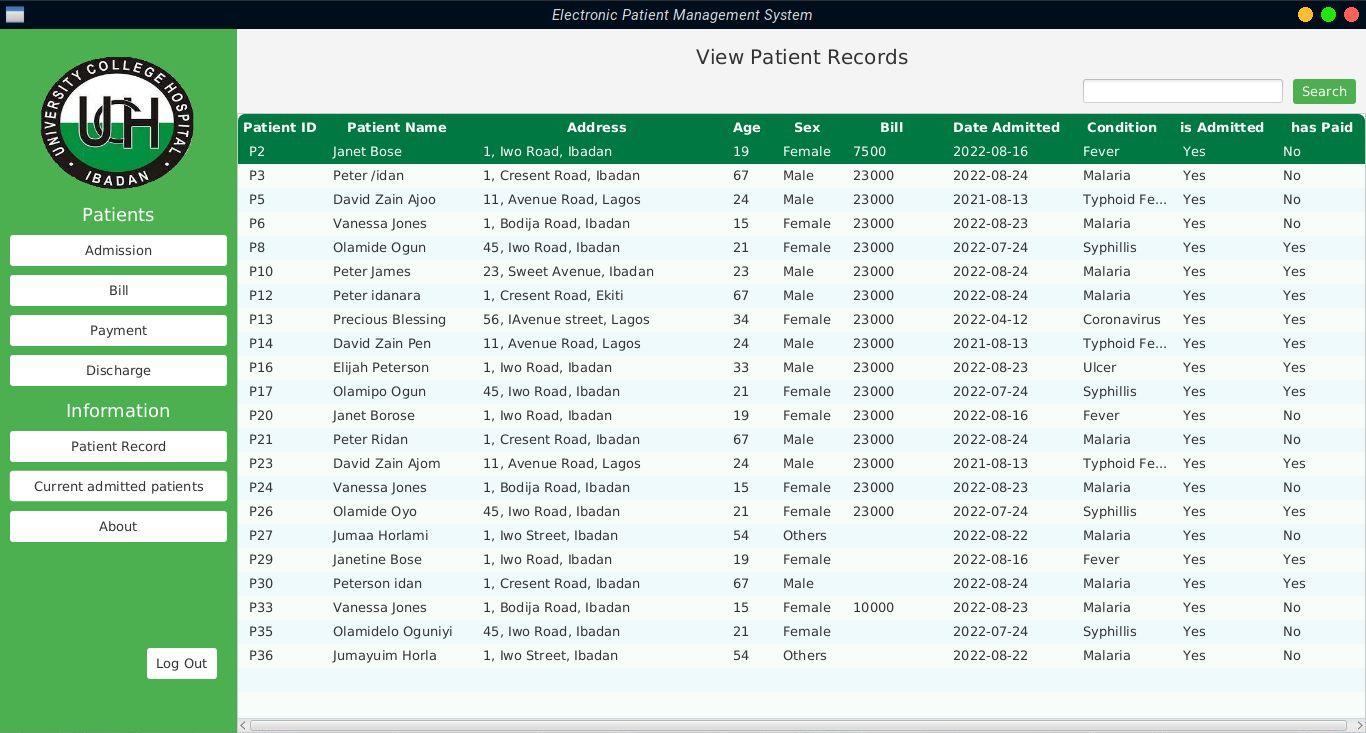 Electronic Patient Management System
UNIVERSITY COLLEGE HOSPITAL
UCH
• IBADAN •
Patients
Admission
Bill
Payment
Discharge
Information
Patient Record
Current admitted patients
About
Log Out
View Patient Records
Search
Patient ID Patient Name Address Age Sex Bill Date Admitted Condition is Admitted has Paid
P2 Janet Bose 1, Iwo Road, Ibadan 19 Female 7500 2022-08-16 Fever Yes No
P3 Peter /idan 1, Cresent Road, Ibadan 67 Male 23000 2022-08-24 Malaria Yes No
P5 David Zain Ajoo 11, Avenue Road, Lagos 24 Male 23000 2021-08-13 Typhoid Fe... Yes No
P6 Vanessa Jones 1, Bodija Road, Ibadan 15 Female 23000 2022-08-23 Malaria Yes No
P8 Olamide Ogun 45, Iwo Road, Ibadan 21 Female 23000 2022-07-24 Syphillis Yes Yes
P10 Peter James 23, Sweet Avenue, Ibadan 23 Male 23000 2022-08-24 Malaria Yes Yes
P12 Peter idanara 1, Cresent Road, Ekiti 67 Male 23000 2022-08-24 Malaria Yes Yes
P13 Precious Blessing 56, IAvenue street, Lagos 34 Female 23000 2022-04-12 Coronavirus Yes Yes
P14 David Zain Pen 11, Avenue Road, Lagos 24 Male 23000 2021-08-13 Typhoid Fe... Yes Yes
P16 Elijah Peterson 1, Iwo Road, Ibadan 33 Male 23000 2022-08-23 Ulcer Yes Yes
P17 Olamipo Ogun 45, Iwo Road, Ibadan 21 Female 23000 2022-07-24 Syphillis Yes Yes
P20 Janet Borose 1, Iwo Road, Ibadan 19 Female 23000 2022-08-16 Fever Yes No
P21 Peter Ridan 1, Cresent Road, Ibadan 67 Male 23000 2022-08-24 Malaria Yes No
P23 David Zain Ajom 11, Avenue Road, Lagos 24 Male 23000 2021-08-13 Typhoid Fe... Yes Yes
P24 Vanessa Jones 1, Bodija Road, Ibadan 15 Female 23000 2022-08-23 Malaria Yes No
P26 Olamide Oyo 45, Iwo Road, Ibadan 21 Female 23000 2022-07-24 Syphillis Yes Yes
P27 Jumaa Horlami 1, Iwo Street, Ibadan 54 Others 2022-08-22 Malaria Yes No
P29 Janetine Bose 1, Iwo Road, Ibadan 19 Female 2022-08-16 Fever Yes Yes
P30 Peterson idan 1, Cresent Road, Ibadan 67 Male 2022-08-24 Malaria Yes Yes
P33 Vanessa Jones 1, Bodija Road, Ibadan 15 Female 10000 2022-08-23 Malaria Yes No
P35 Olamidelo Oguniyi 45, Iwo Road, Ibadan 21 Female 2022-07-24 Syphillis Yes No
P36 Jumayuim Horla 1, Iwo Street, Ibadan 54 Others 2022-08-22 Malaria Yes No